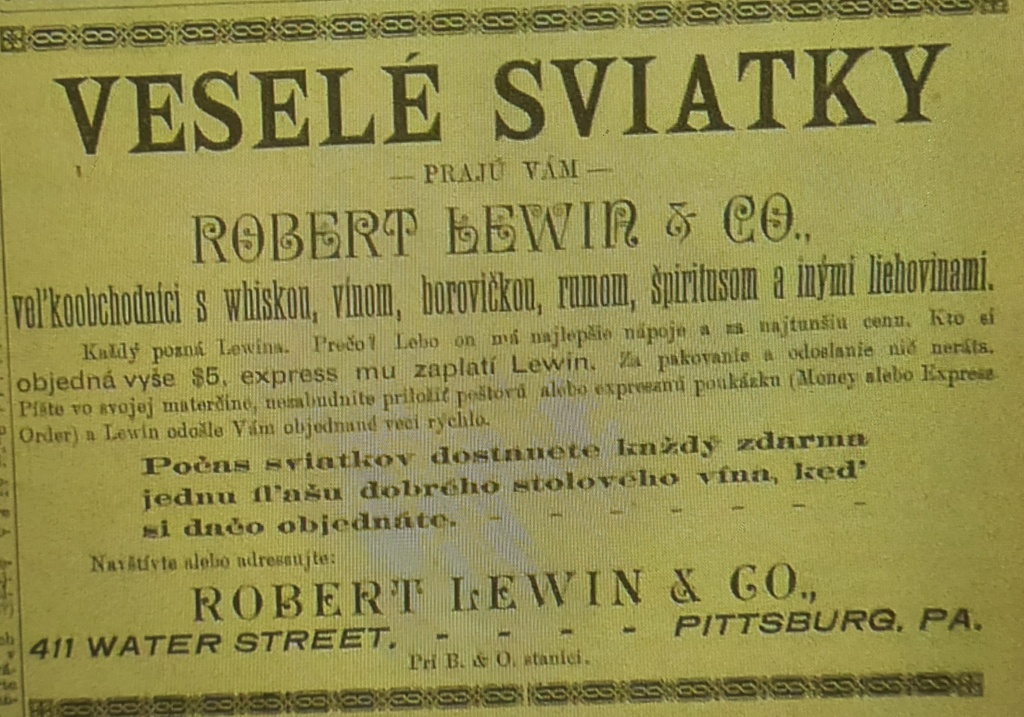 VESELÉ SVIATKY
— PRAJÚ VÁM —
ROBERT LEWIN & CO.,
veľkoobchodníci s whiskou, vínom, borovičkou, rumom, špiritusom a inými liehovinami.
Každý pozná Lewina. Prečo? Lebo on má najlepšie nápoje a za najtunšiu cenu. Kto si
objedná vyše $5, express mu zaplatí Lewin. Za pakovanie a odoslanie nič neráta.
Píšte vo svojej materčine, nezabudnite priložiť poštovú alebo expresnú poukázku (Money alebo Express
Order) a Lewin odošle Vám objednané veci rýchlo.
Počas sviatkov dostanete každý zdarma
jednu fľašu dobrého stolového vína, keď
si dačo objednáte. - - - - - - -
Navštívte alebo adressujte:
ROBERT LEWIN & CO.,
411 WATER STREET. - - - - PITTSBURG, PA.
Pri B. & O. stanici.